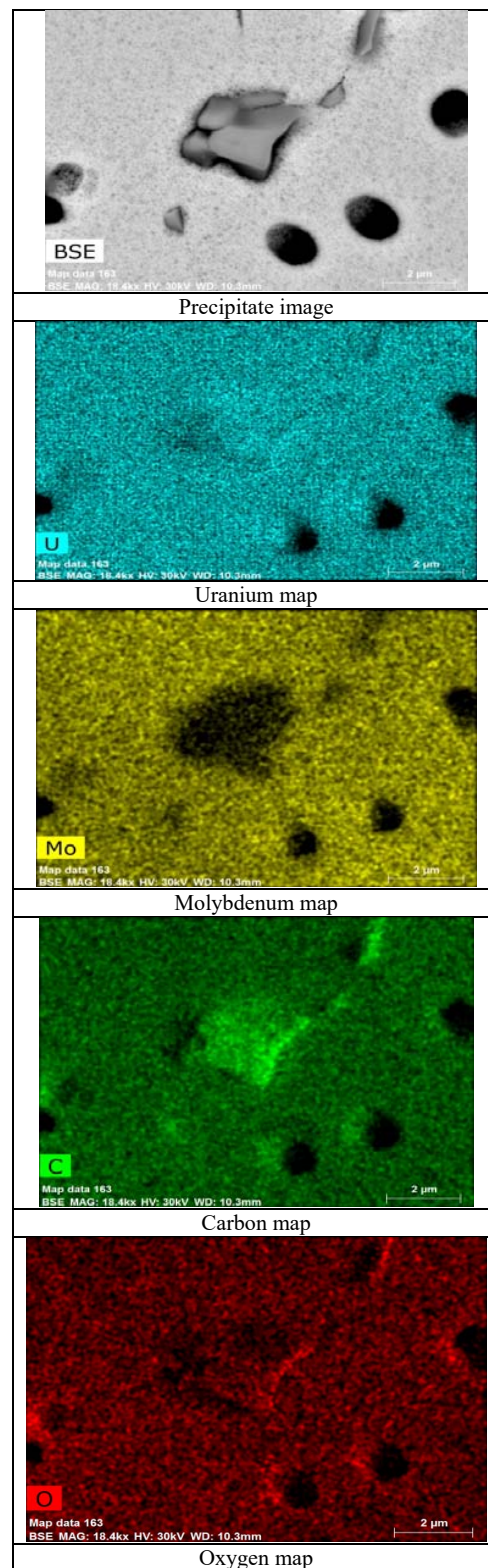 BSE
Map data 163
BSE MAG: 18.4kx HV: 30kV WD: 10.3mm
2 µm
Precipitate image
U
Map data 163
BSE MAG: 18.4kx HV: 30kV WD: 10.3mm
2 µm
Uranium map
Mo
Map data 163
BSE MAG: 18.4kx HV: 30kV WD: 10.3mm
2 µm
Molybdenum map
C
Map data 163
BSE MAG: 18.4kx HV: 30kV WD: 10.3mm
2 µm
Carbon map
O
Map data 163
BSE MAG: 18.4kx HV: 30kV WD: 10.3mm
2 µm
Oxygen map